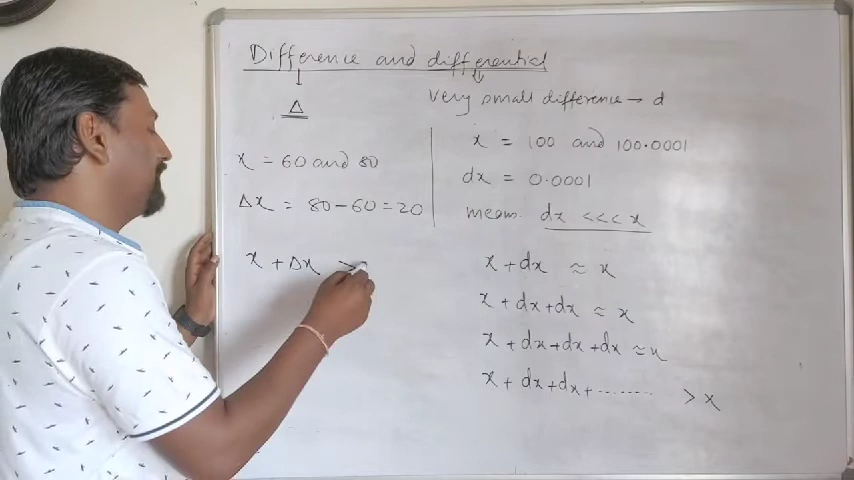 Difference and differential
Δ
very small difference → d
x = 60 and 80
Δx = 80 - 60 = 20
x + Δx >
x = 100 and 100.0001
dx = 0.0001
means dx <<< x
x + dx ≈ x
x + dx + dx ≈ x
x + dx + dx + dx ≈ x
x + dx + dx + ........ > x